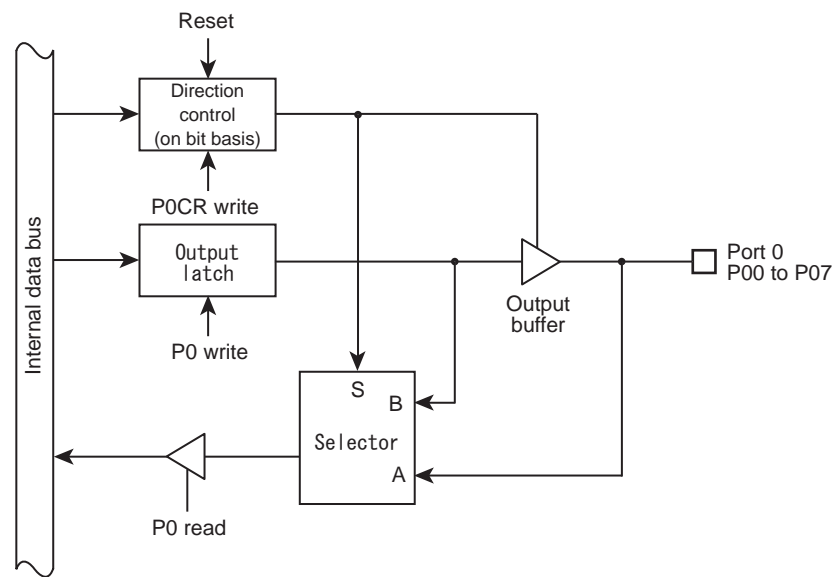 Reset
Direction
control
(on bit basis)
P0CR write
Internal data bus
Output
latch
P0 write
Output
buffer
Port 0
P00 to P07
S
B
Selector
A
P0 read